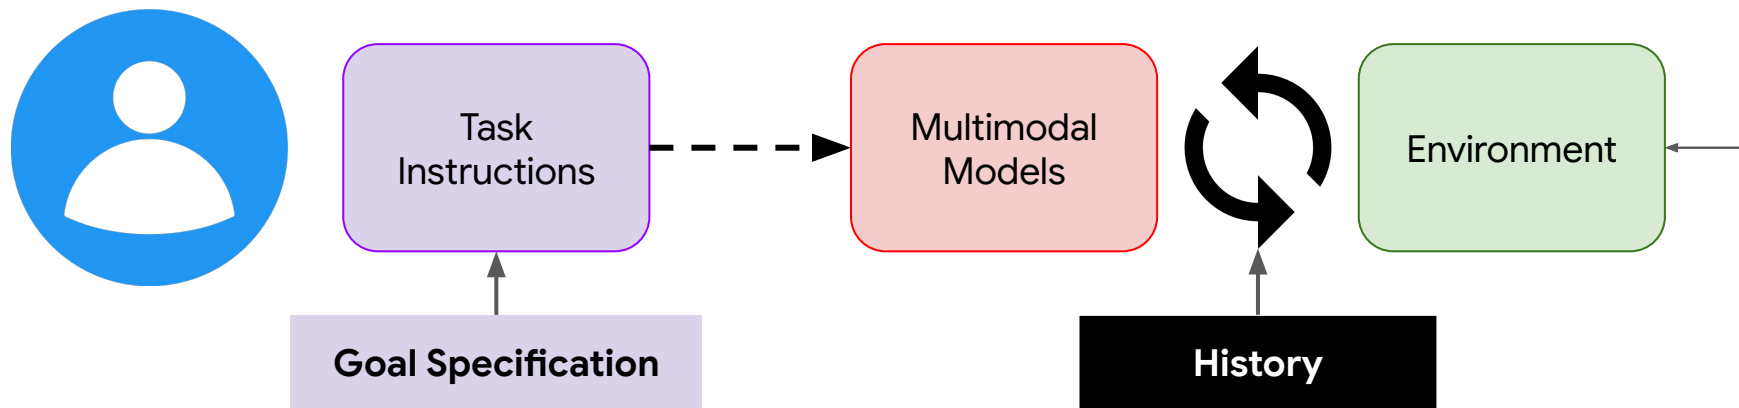 Task
Instructions
Multimodal
Models
Environment
Goal Specification
History